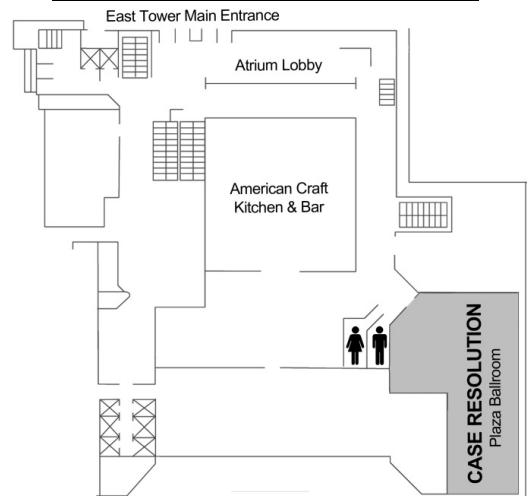 East Tower Main Entrance
Atrium Lobby
American Craft
Kitchen & Bar
CASE RESOLUTION
Plaza Ballroom